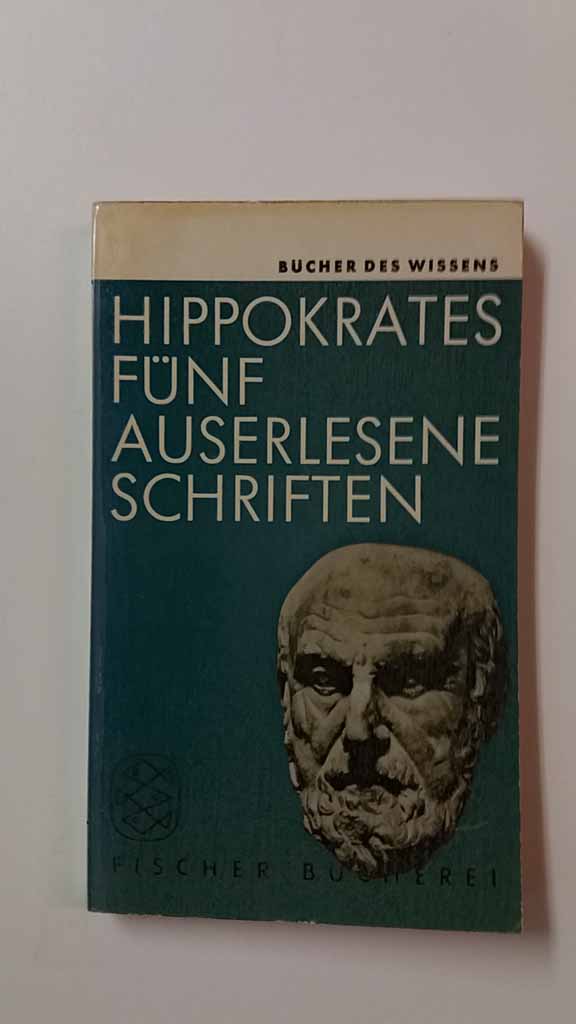 BÜCHER DES WISSENS
HIPPOKRATES
FÜNF
AUSERLESENE
SCHRIFTEN
FISCHER BÜCHEREI